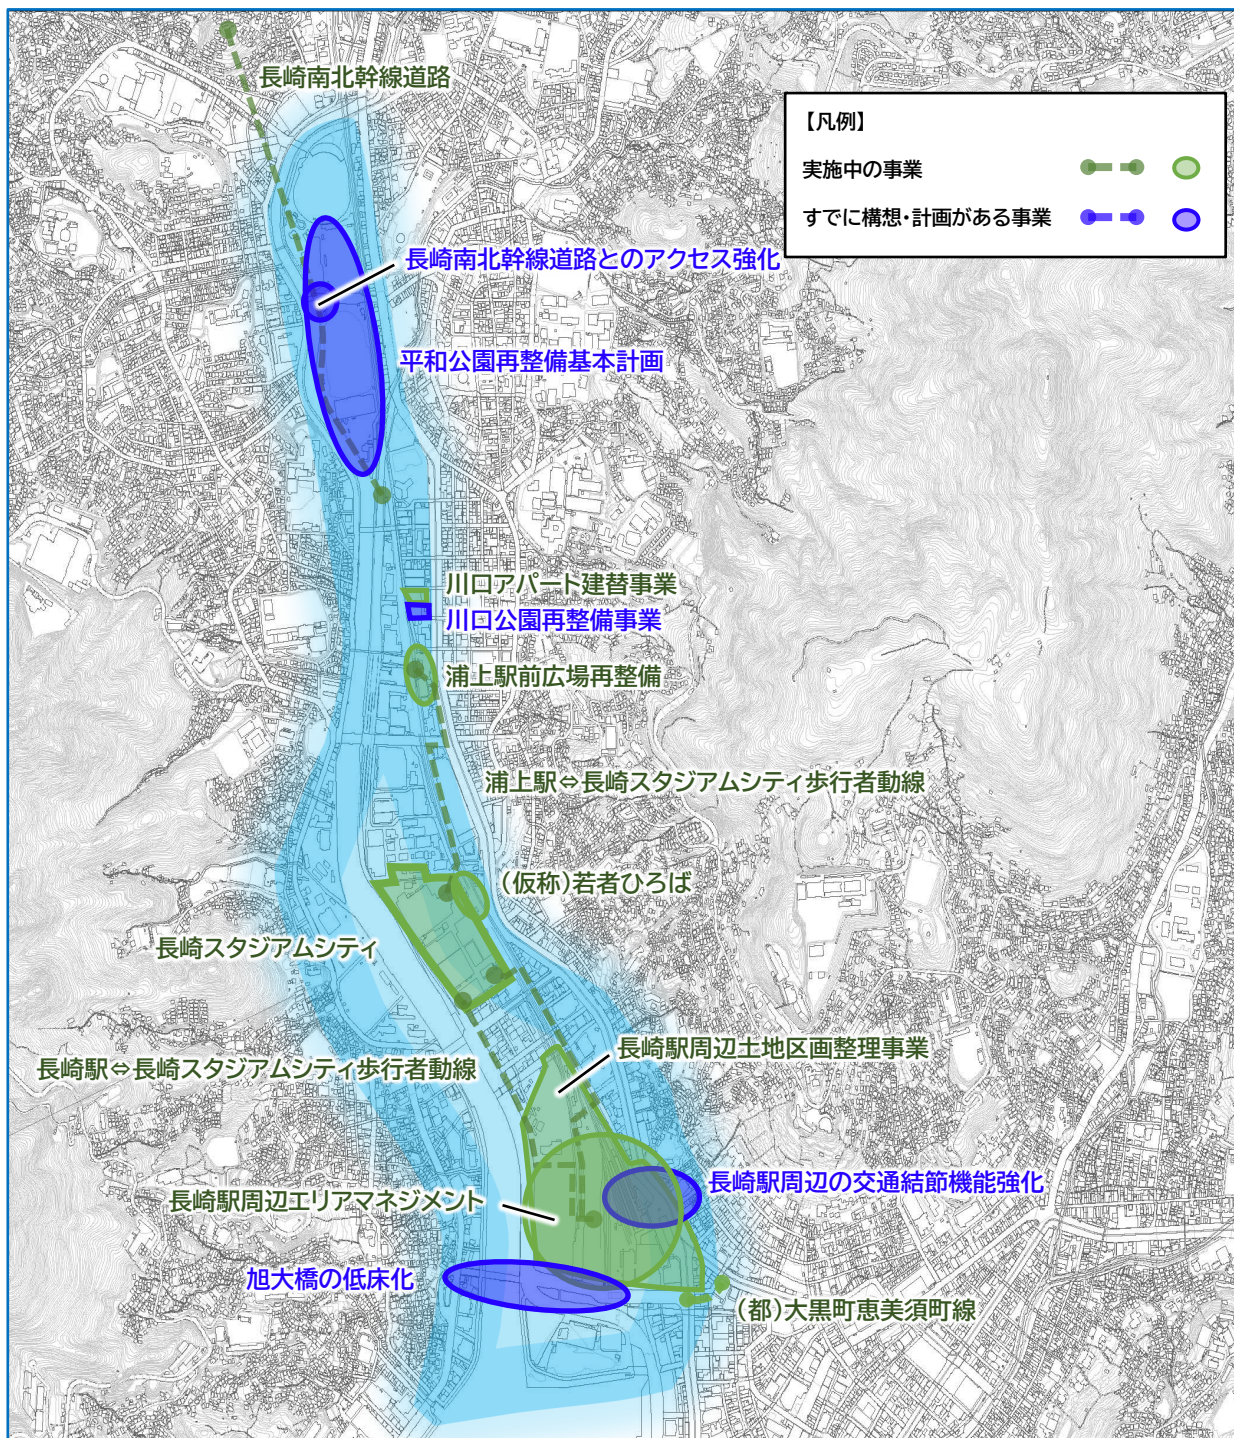 長崎南北幹線道路
【凡例】
実施中の事業
すでに構想・計画がある事業
長崎南北幹線道路とのアクセス強化
平和公園再整備基本計画
川口アパート建替事業
川口公園再整備事業
浦上駅前広場再整備
浦上駅⇔長崎スタジアムシティ歩行者動線
（仮称）若者ひろば
長崎スタジアムシティ
長崎駅周辺土地区画整理事業
長崎駅⇔長崎スタジアムシティ歩行者動線
長崎駅周辺の交通結節機能強化
長崎駅周辺エリアマネジメント
旭大橋の低床化
（都）大黒町恵美須町線